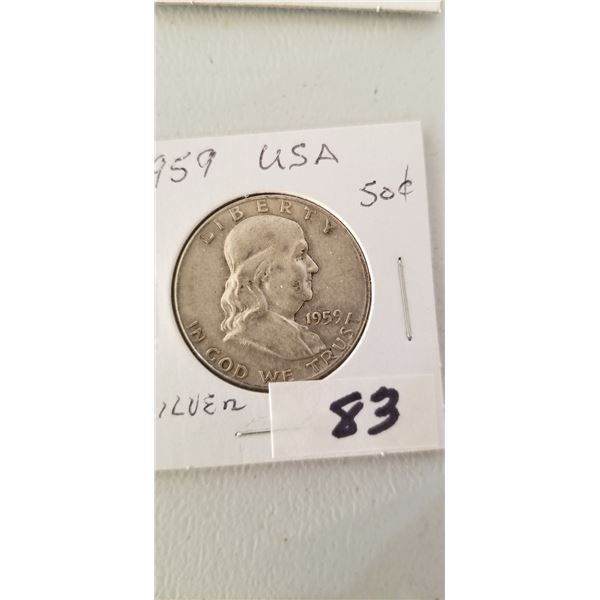 959 USA
50¢
LIBERTY
1959
IN GOD WE TRUST
ILVER
83